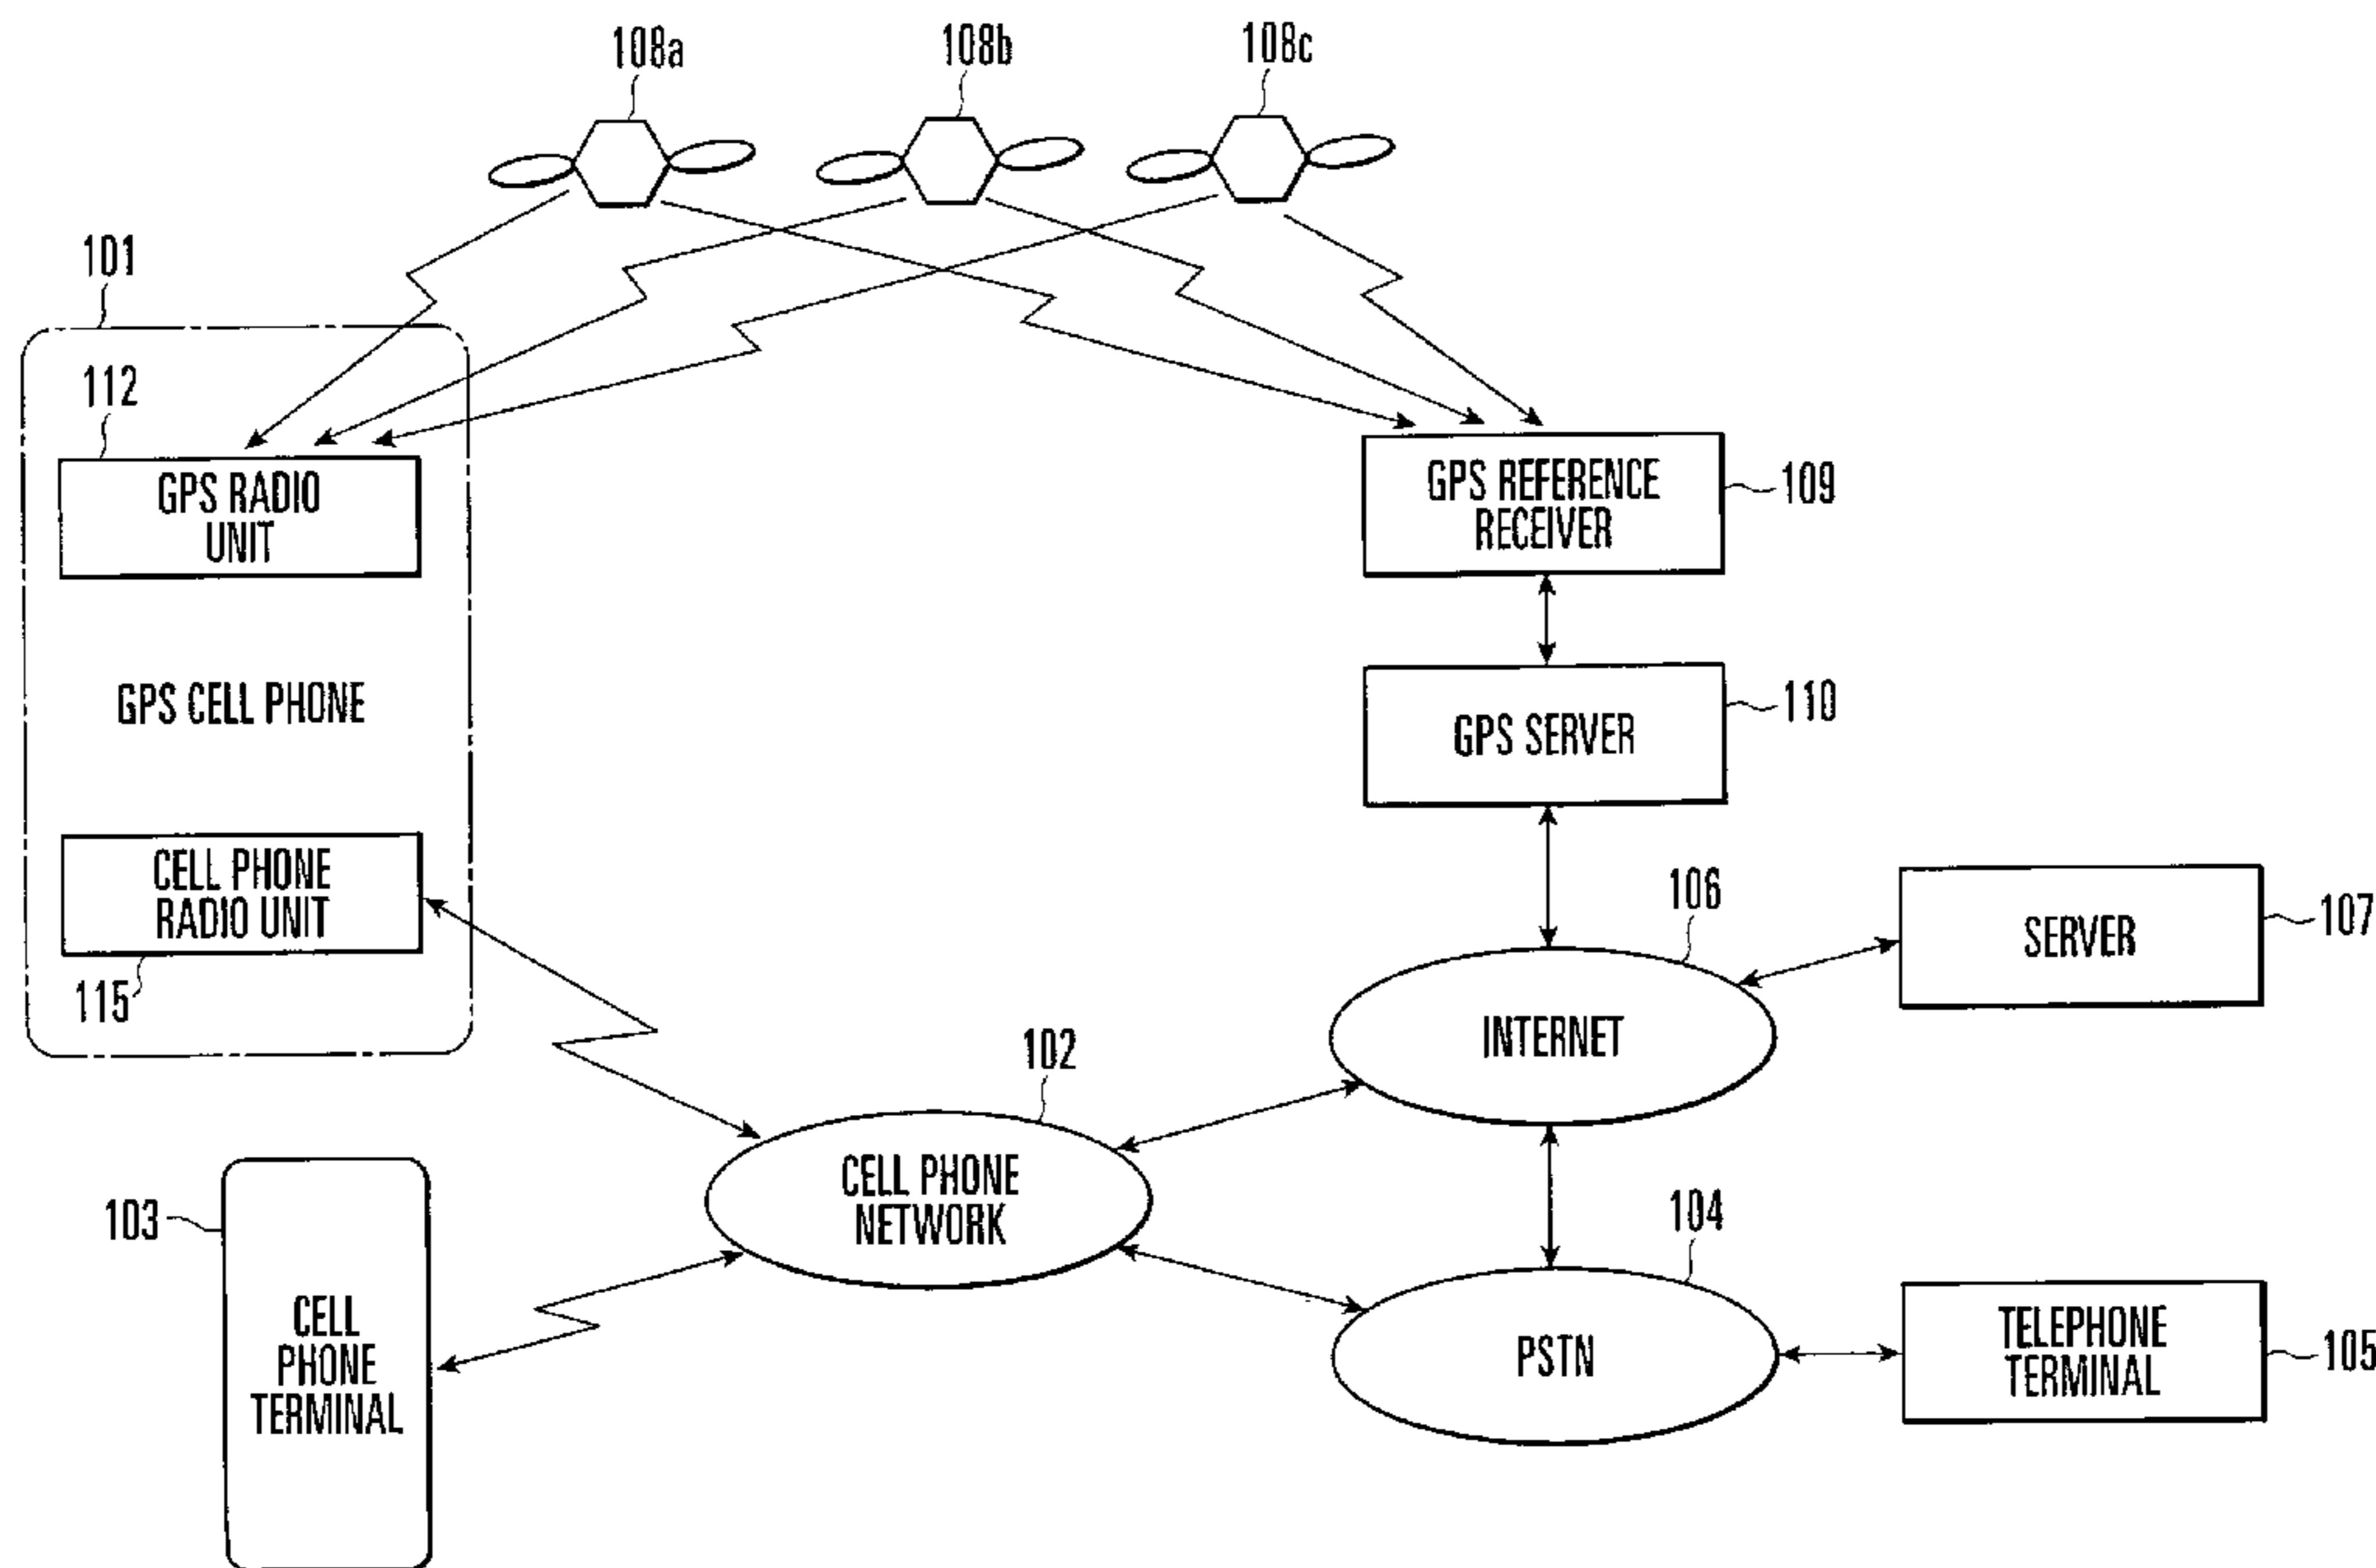 108a
108b
108c
101
112
GPS RADIO
UNIT
GPS REFERENCE
RECEIVER
109
GPS CELL PHONE
GPS SERVER
110
CELL PHONE
RADIO UNIT
115
106
SERVER
107
INTERNET
102
CELL PHONE
NETWORK
103
CELL
PHONE
TERMINAL
104
PSTN
TELEPHONE
TERMINAL
105